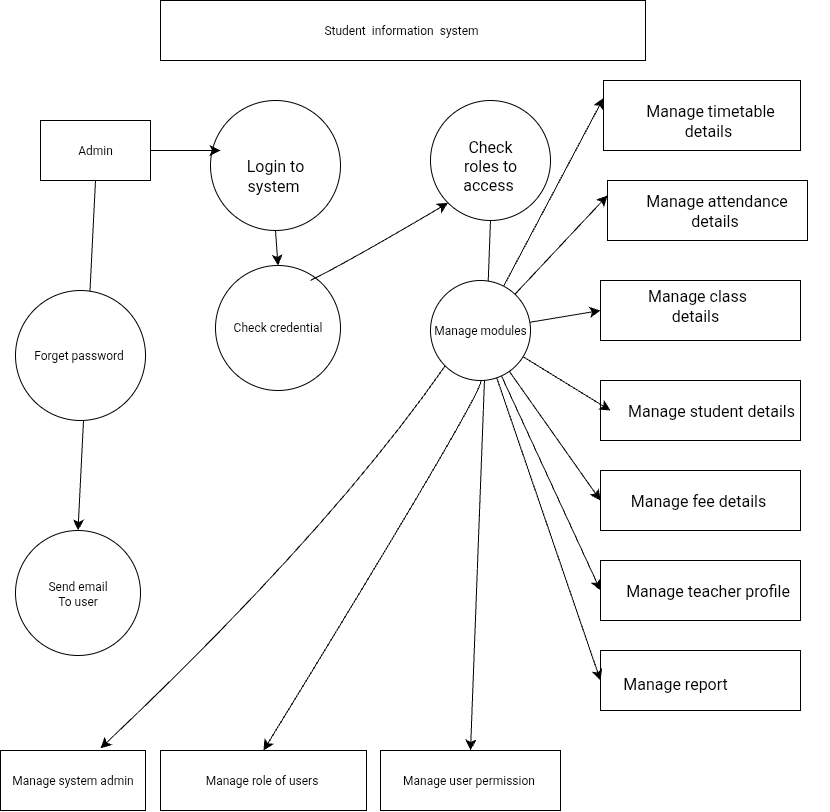 Student information system
Admin
Login to
system
Check
roles to
access
Manage timetable
details
Manage attendance
details
Manage class
details
Forget password
Check credential
Manage modules
Manage student details
Manage fee details
Send email
To user
Manage teacher profile
Manage report
Manage system admin
Manage role of users
Manage user permission